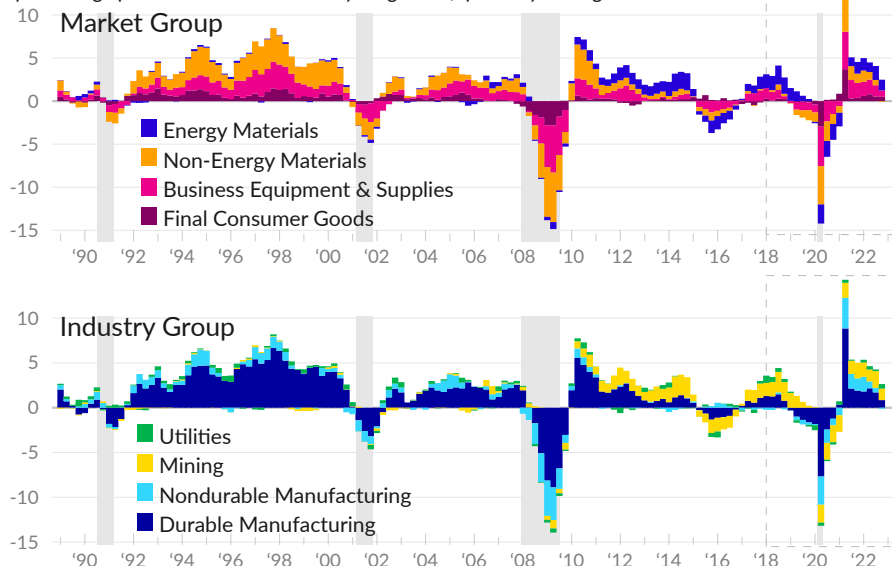 Market Group
10
5
0
-5
-10
-15
Energy Materials
Non-Energy Materials
Business Equipment & Supplies
Final Consumer Goods
'90 '92 '94 '96 '98 '00 '02 '04 '06 '08 '10 '12 '14 '16 '18 '20 '22
Industry Group
10
5
0
-5
-10
-15
Utilities
Mining
Nondurable Manufacturing
Durable Manufacturing
'90 '92 '94 '96 '98 '00 '02 '04 '06 '08 '10 '12 '14 '16 '18 '20 '22